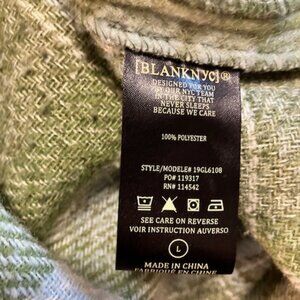 [BLANKNYC]®
DESIGNED FOR YOU
BY OUR NYC TEAM
IN THE CITY THAT
NEVER SLEEPS
BECAUSE WE CARE
100% POLYESTER
STYLE/MODELE# 19GL6108
PO# 119317
RN# 114542
SEE CARE ON REVERSE
VOIR INSTRUCTION AUVERSO
L
MADE IN CHINA
FABRIQUE EN CHINE